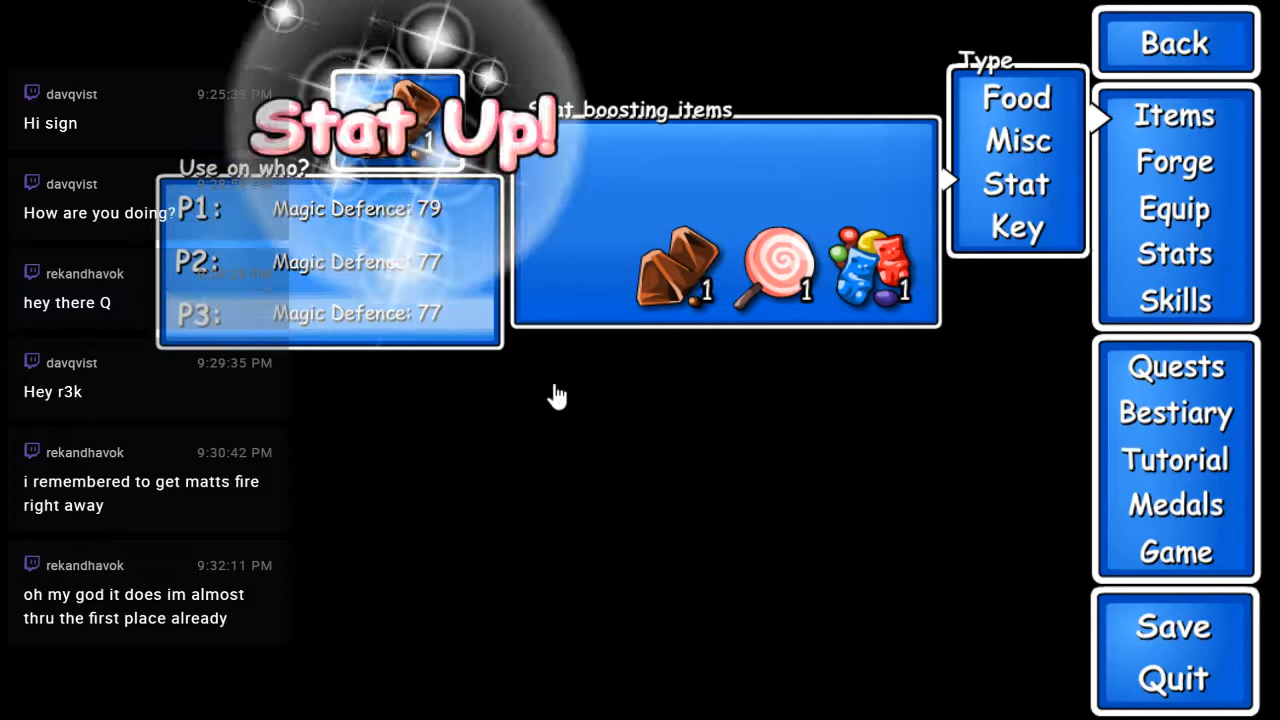 davqvist 9:25:39 PM
Hi sign
davqvist
How are you doing?
rekandhavok
hey there Q
davqvist 9:29:35 PM
Hey r3k
rekandhavok 9:30:42 PM
i remembered to get matts fire
right away
rekandhavok 9:32:11 PM
oh my god it does im almost
thru the first place already
Stat Up!
1
Use on who?
P1: Magic Defence: 79
P2: Magic Defence: 77
P3: Magic Defence: 77
boosting items
1 1 1
Type
Food
Misc
Stat
Key
Back
Items
Forge
Equip
Stats
Skills
Quests
Bestiary
Tutorial
Medals
Game
Save
Quit